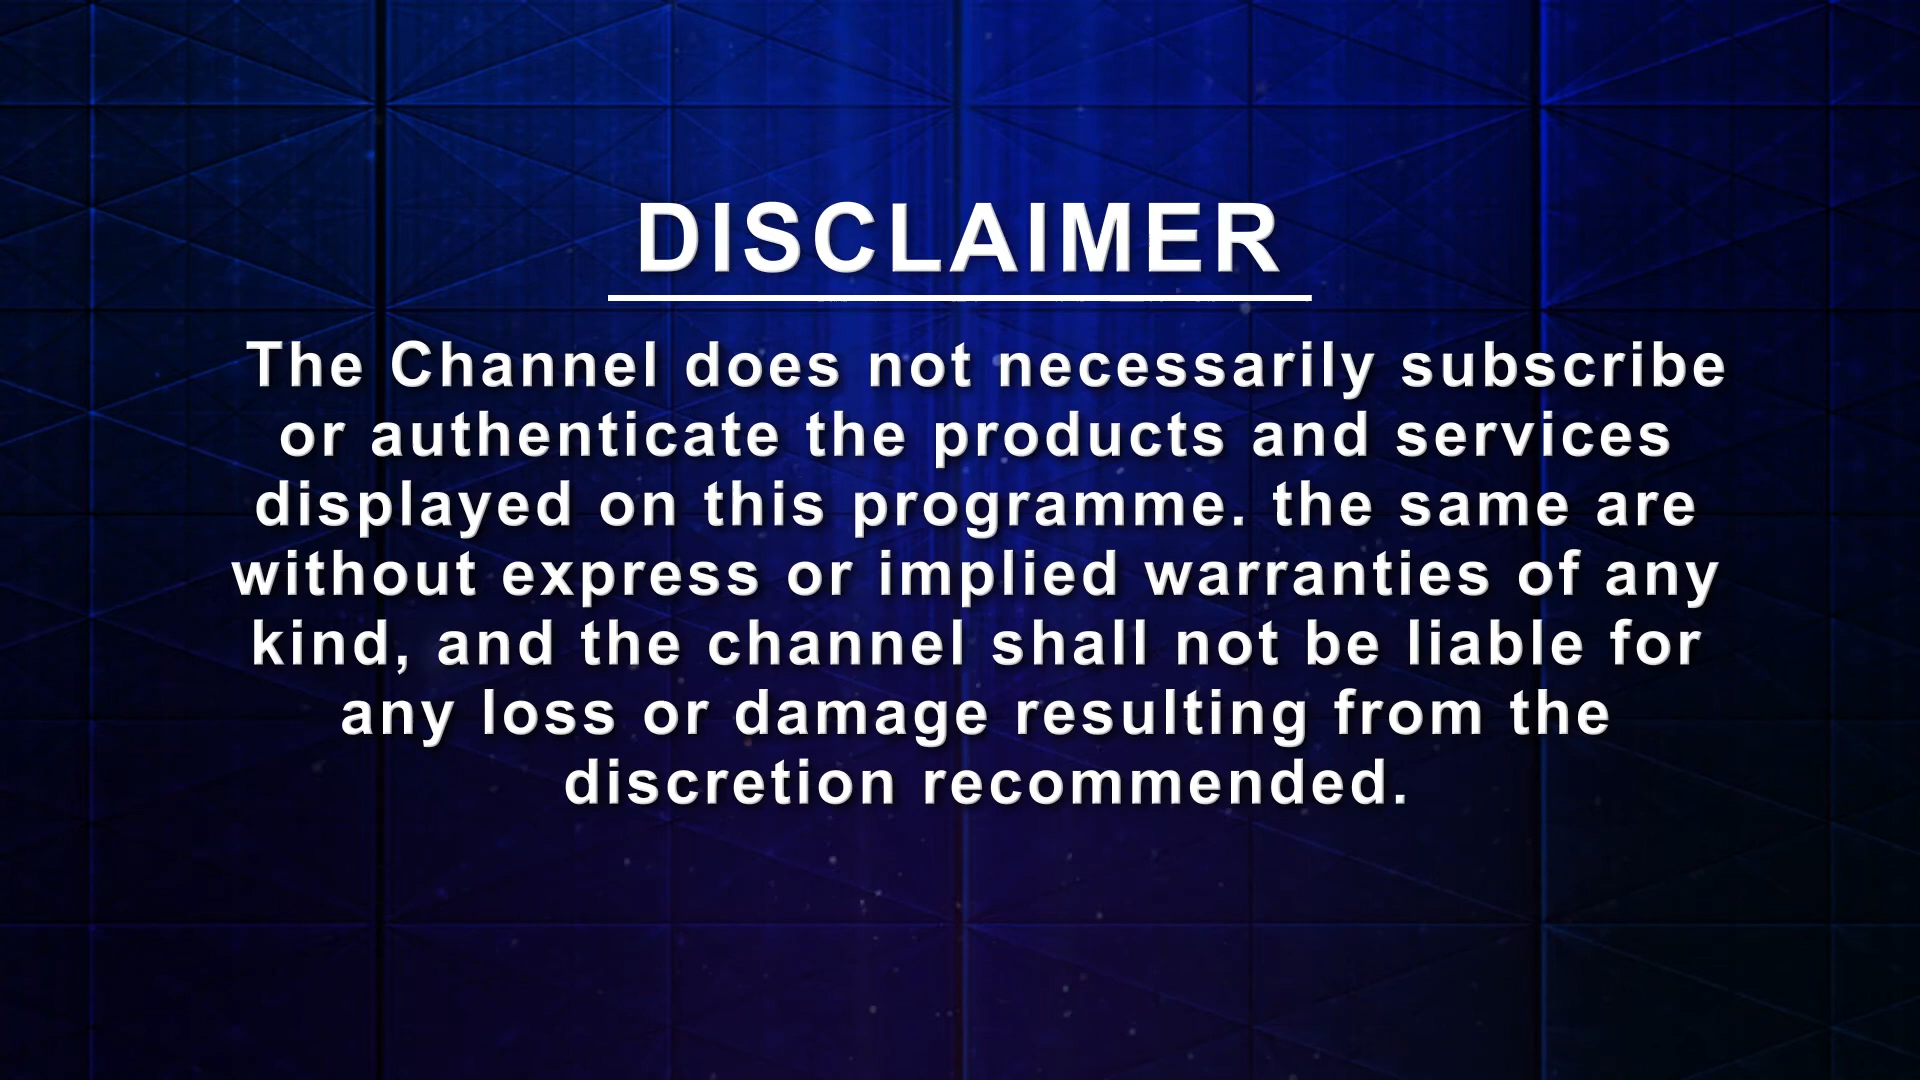 DISCLAIMER
The Channel does not necessarily subscribe
or authenticate the products and services
displayed on this programme. the same are
without express or implied warranties of any
kind, and the channel shall not be liable for
any loss or damage resulting from the
discretion recommended.